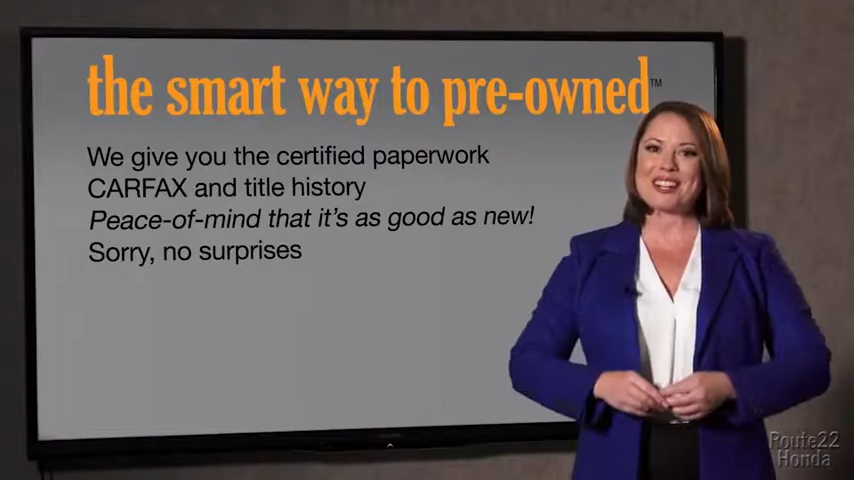 the smart way to pre-owned™
We give you the certified paperwork
CARFAX and title history
Peace-of-mind that it's as good as new!
Sorry, no surprises
Route22
Honda